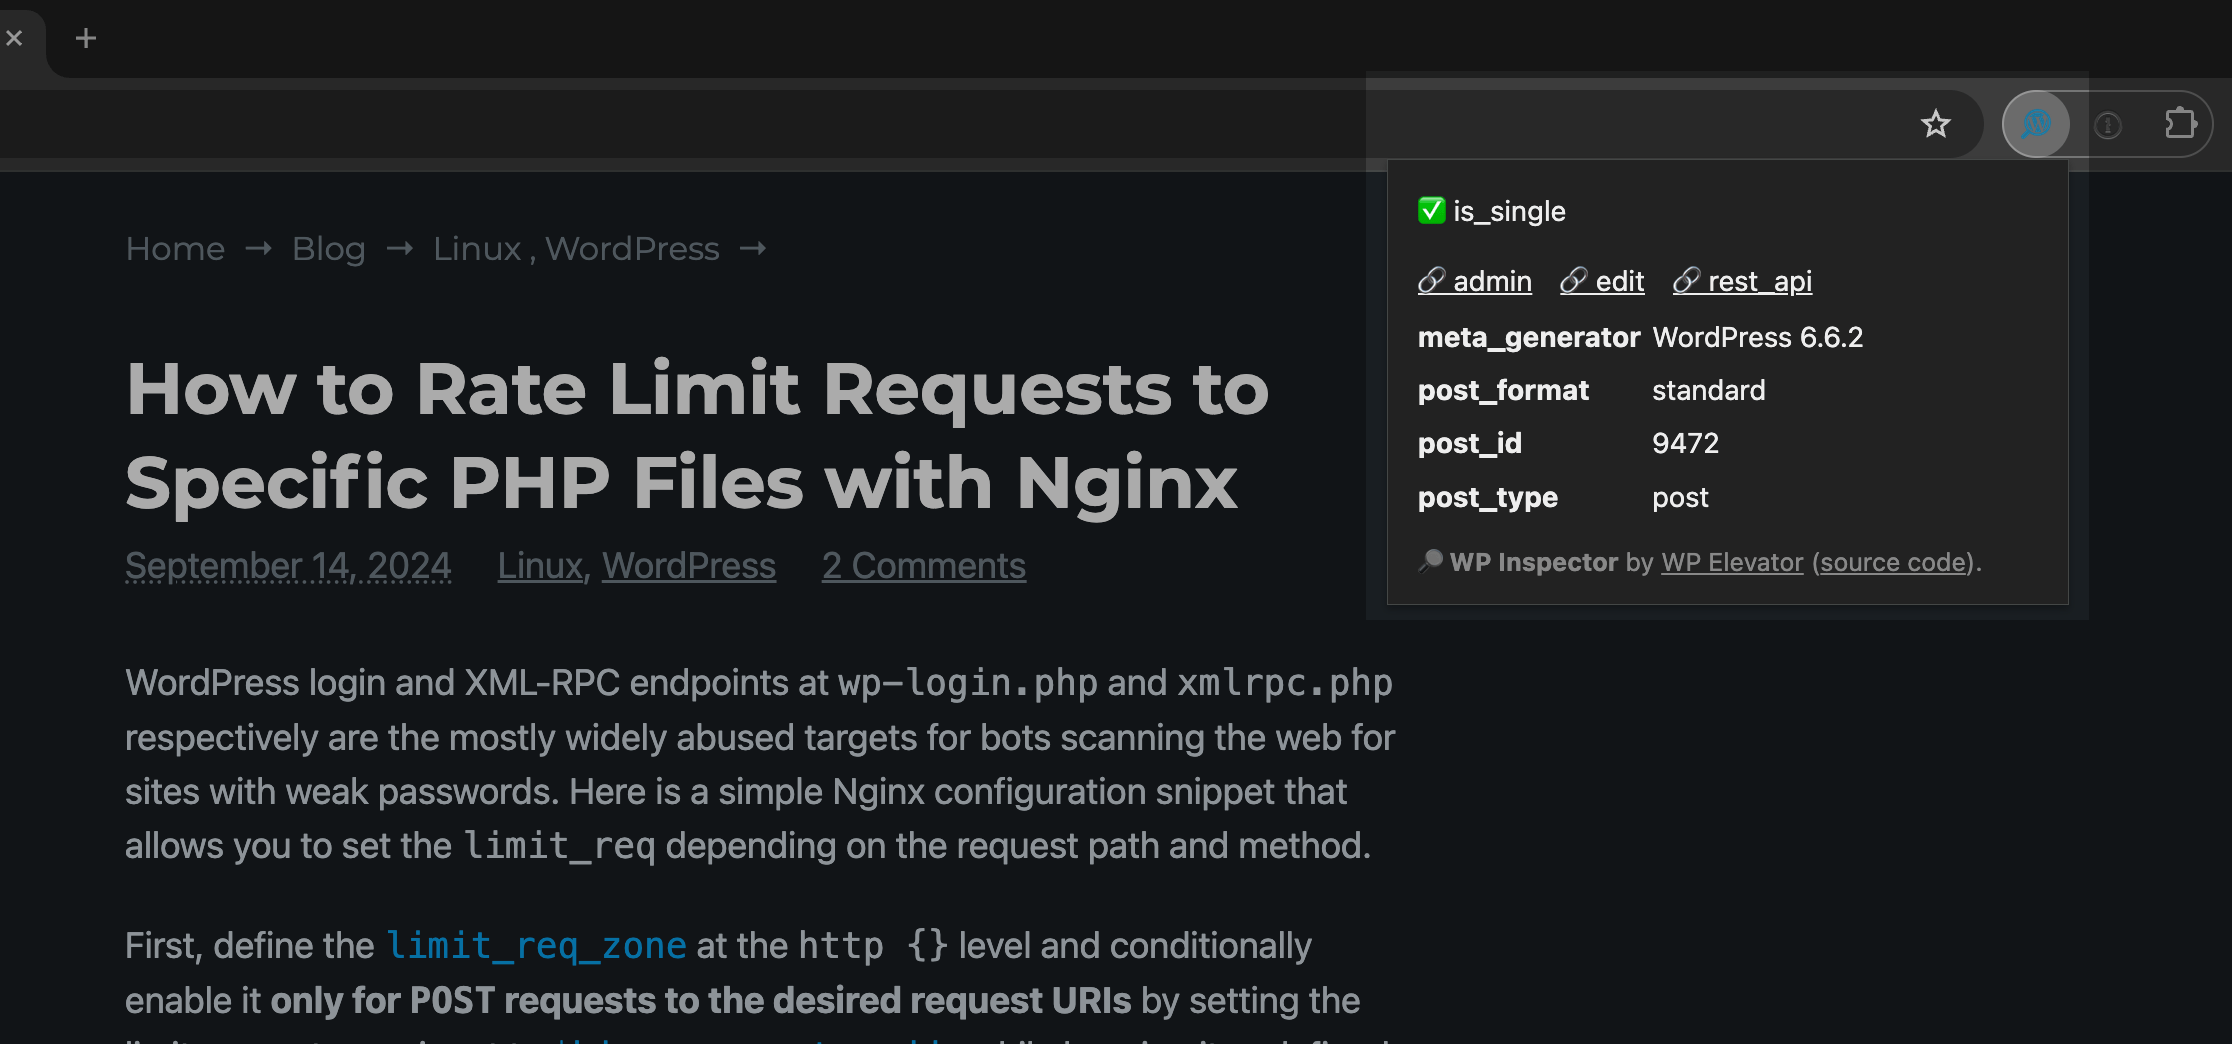 is_single
admin edit rest_api
meta_generator WordPress 6.6.2
post_format standard
post_id 9472
post_type post
WP Inspector by WP Elevator (source code).
Home → Blog → Linux , WordPress →
How to Rate Limit Requests to
Specific PHP Files with Nginx
September 14, 2024 Linux, WordPress 2 Comments
WordPress login and XML-RPC endpoints at wp-login.php and xmlrpc.php
respectively are the mostly widely abused targets for bots scanning the web for
sites with weak passwords. Here is a simple Nginx configuration snippet that
allows you to set the limit_req depending on the request path and method.
First, define the limit_req_zone at the http {} level and conditionally
enable it only for POST requests to the desired request URIs by setting the